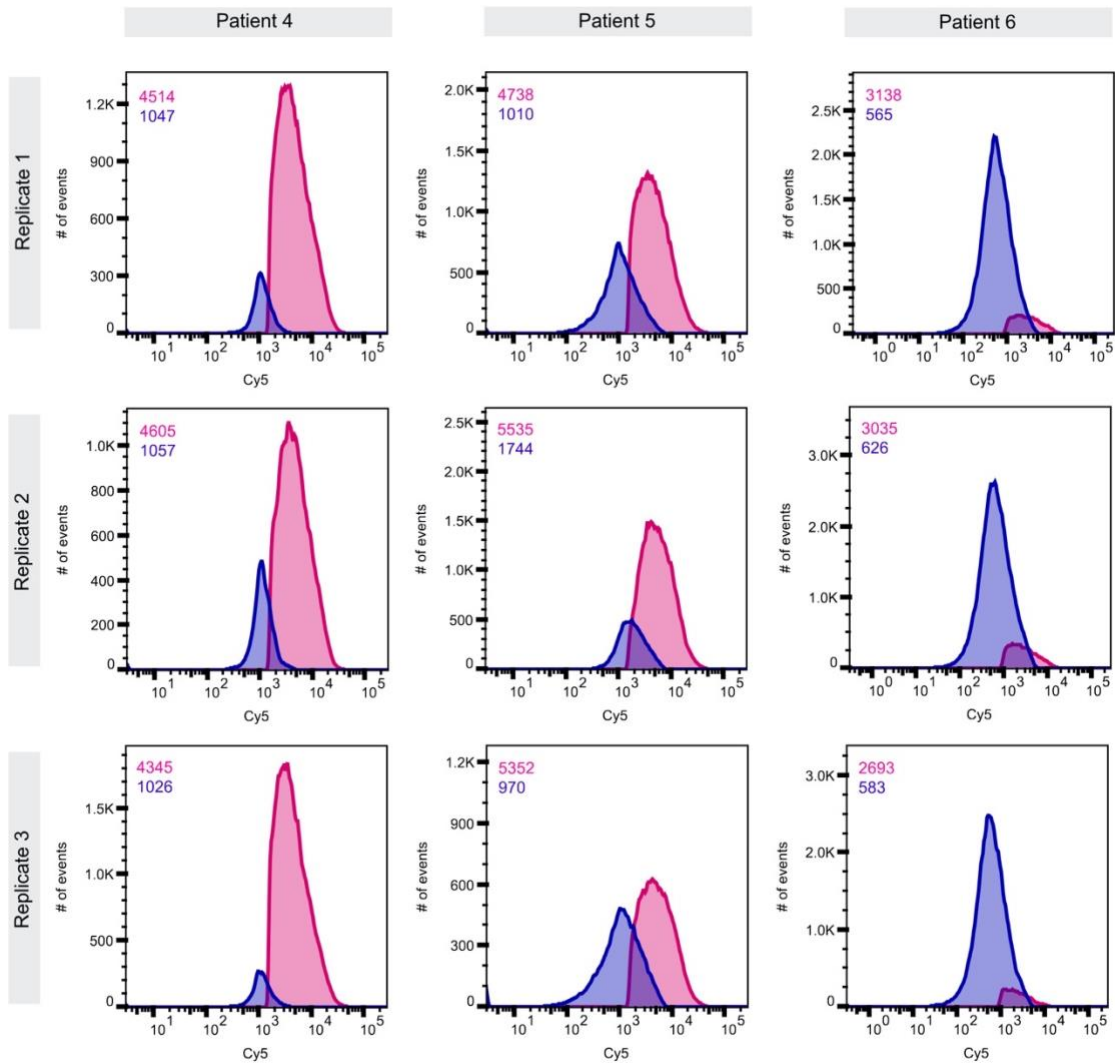 Patient 4
Patient 5
Patient 6
Replicate 1
# of events
1.2K
900
600
300
0
4514
1047
10^1
10^2
10^3
10^4
10^5
Cy5
# of events
2.0K
1.5K
1.0K
500
0
4738
1010
10^1
10^2
10^3
10^4
10^5
Cy5
# of events
2.5K
2.0K
1.5K
1.0K
500
0
3138
565
10^0
10^1
10^2
10^3
10^4
10^5
Cy5
Replicate 2
# of events
1.0K
800
600
400
200
0
4605
1057
10^1
10^2
10^3
10^4
10^5
Cy5
# of events
2.5K
2.0K
1.5K
1.0K
500
0
5535
1744
10^1
10^2
10^3
10^4
10^5
Cy5
# of events
3.0K
2.0K
1.0K
0
3035
626
10^0
10^1
10^2
10^3
10^4
10^5
Cy5
Replicate 3
# of events
1.5K
1.0K
500
0
4345
1026
10^1
10^2
10^3
10^4
10^5
Cy5
# of events
1.2K
900
600
300
0
5352
970
10^1
10^2
10^3
10^4
10^5
Cy5
# of events
3.0K
2.0K
1.0K
0
2693
583
10^0
10^1
10^2
10^3
10^4
10^5
Cy5